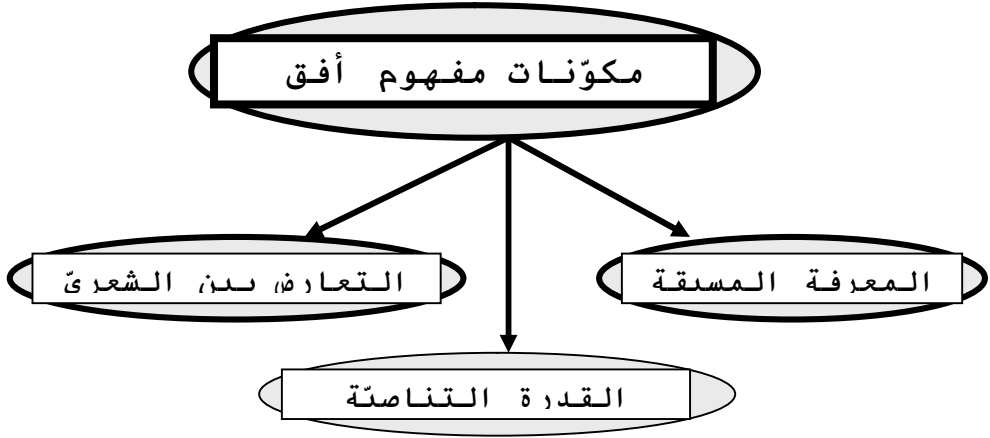 مكوّنات مفهوم أفق
المعرفة المسبقة
التعارض بين الشعريّ
القدرة التناصيّة